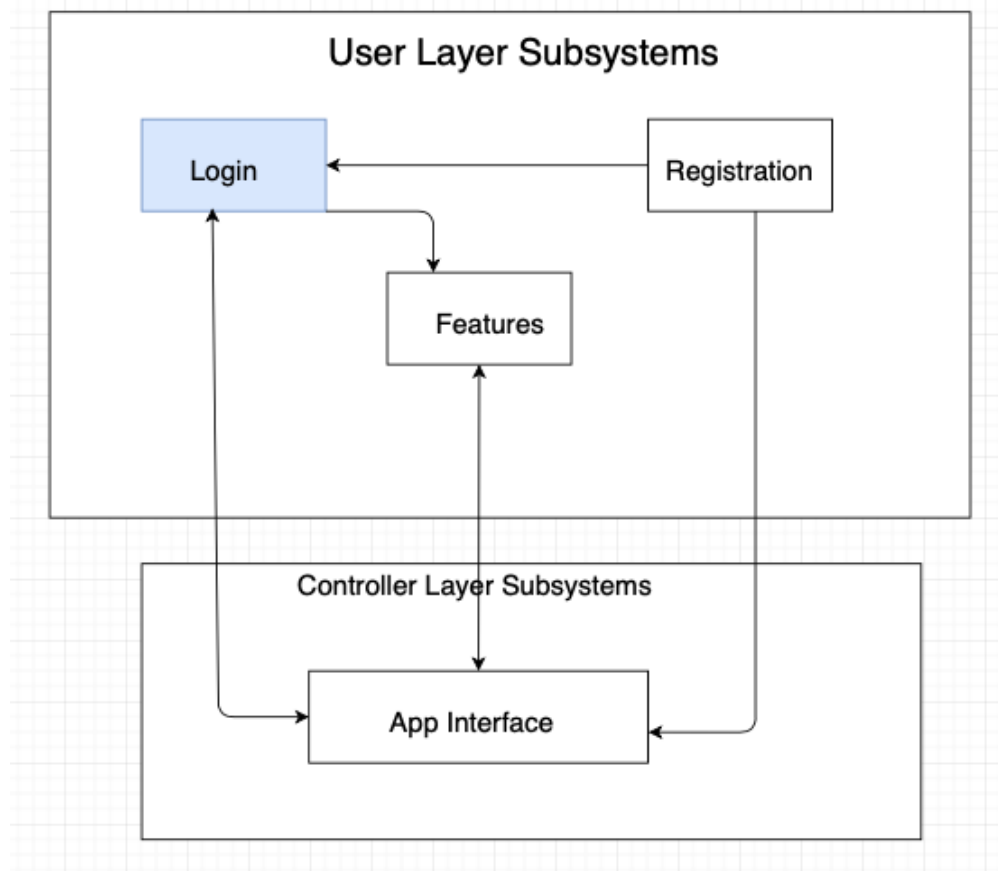 User Layer Subsystems
Login
Registration
Features
Controller Layer Subsystems
App Interface